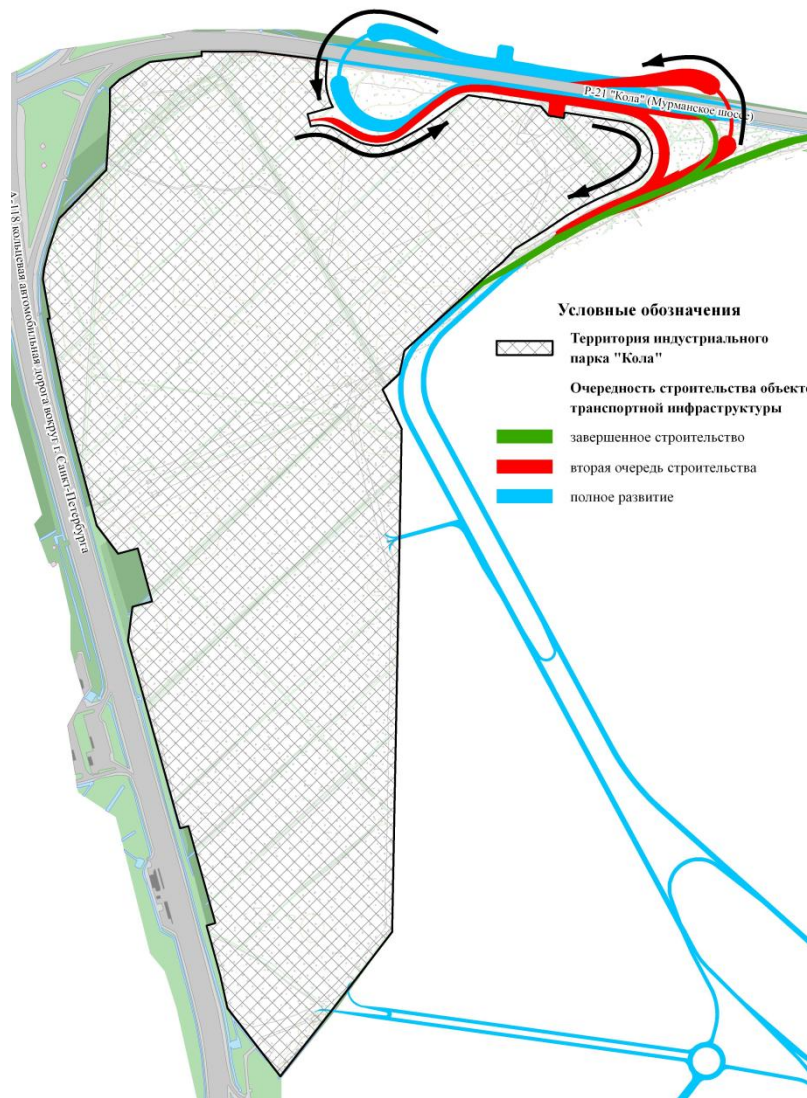 Р-21 "Кола" (Мурманское шоссе)
А-118 кольцевая автомобильная дорога вокруг г. Санкт-Петербурга
Условные обозначения
Территория индустриального
парка "Кола"
Очередность строительства объекто
транспортной инфраструктуры
завершенное строительство
вторая очередь строительства
полное развитие